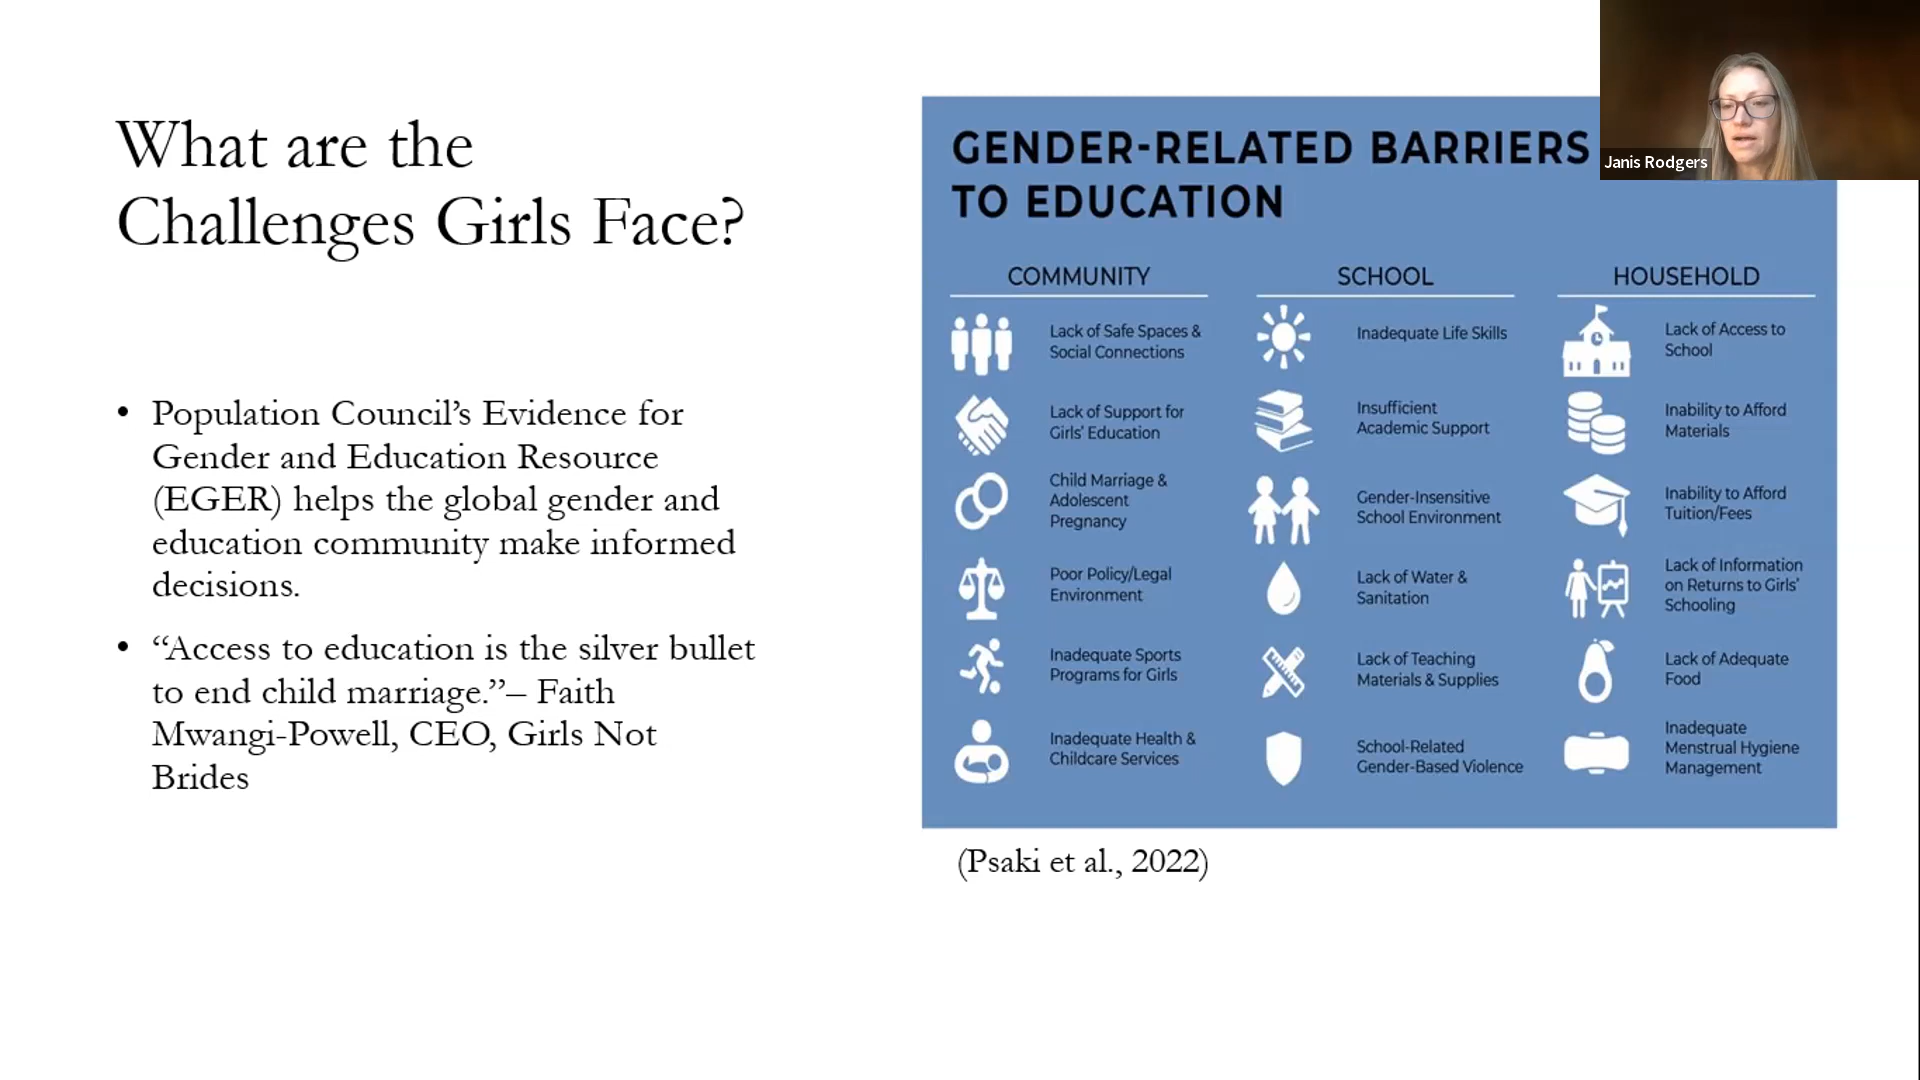 What are the
Challenges Girls Face?
• Population Council’s Evidence for
Gender and Education Resource
(EGER) helps the global gender and
education community make informed
decisions.
• “Access to education is the silver bullet
to end child marriage.”– Faith
Mwangi-Powell, CEO, Girls Not
Brides
GENDER-RELATED BARRIERS
TO EDUCATION
COMMUNITY
Lack of Safe Spaces &
Social Connections
Lack of Support for
Girls’ Education
Child Marriage &
Adolescent
Pregnancy
Poor Policy/Legal
Environment
Inadequate Sports
Programs for Girls
Inadequate Health &
Childcare Services
SCHOOL
Inadequate Life Skills
Insufficient
Academic Support
Gender-Insensitive
School Environment
Lack of Water &
Sanitation
Lack of Teaching
Materials & Supplies
School-Related
Gender-Based Violence
HOUSEHOLD
Lack of Access to
School
Inability to Afford
Materials
Inability to Afford
Tuition/Fees
Lack of Information
on Returns to Girls’
Schooling
Lack of Adequate
Food
Inadequate
Menstrual Hygiene
Management
(Psaki et al., 2022)
Janis Rodgers